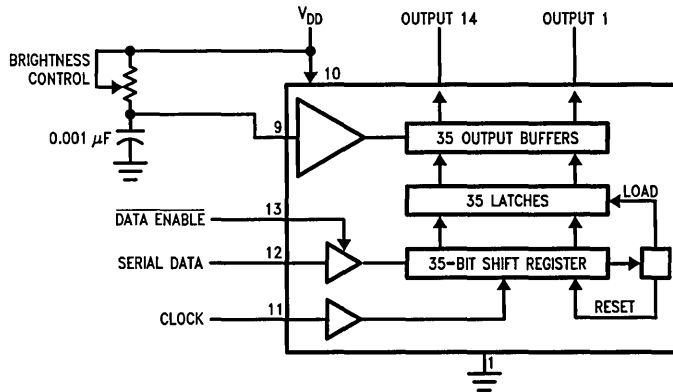 V_DD
OUTPUT 14
OUTPUT 1
BRIGHTNESS
CONTROL
10
9
35 OUTPUT BUFFERS
0.001 μF
35 LATCHES
LOAD
DATA ENABLE
13
SERIAL DATA
12
35-BIT SHIFT REGISTER
CLOCK
11
RESET
1